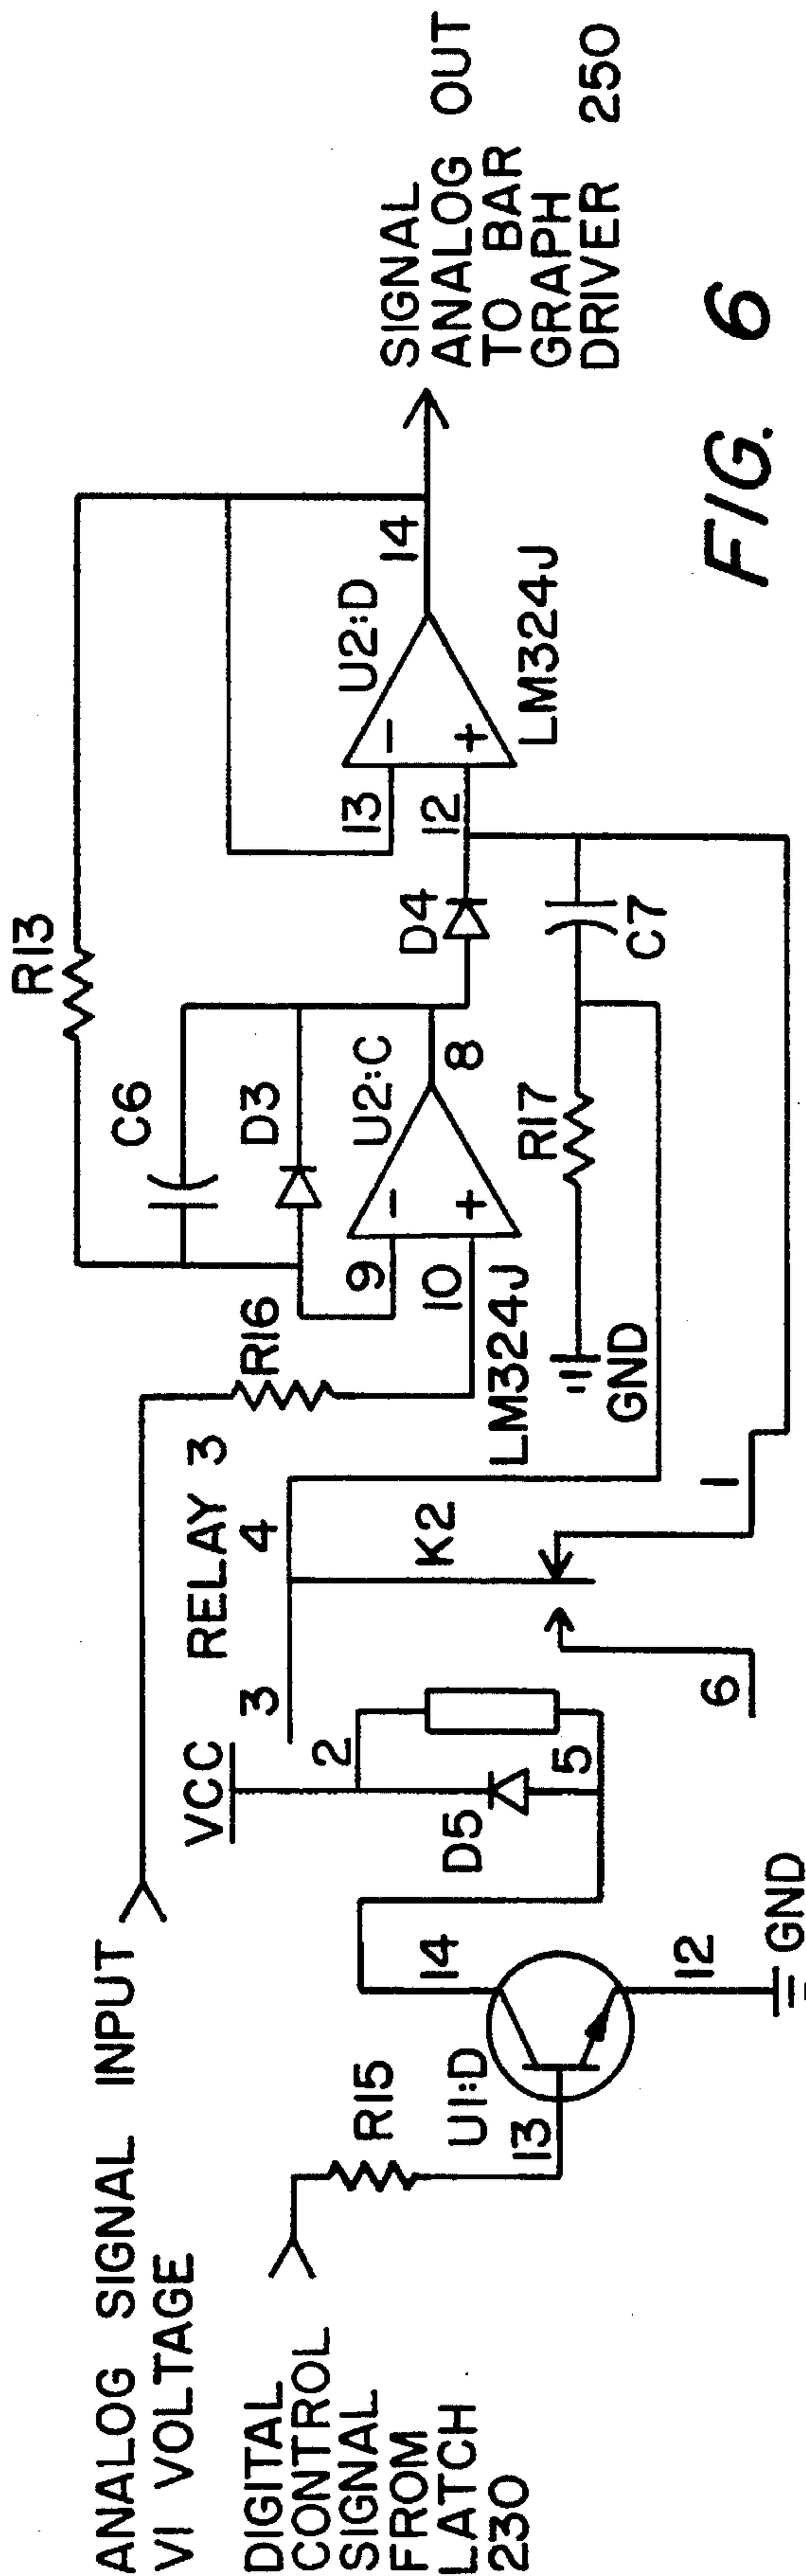 ANALOG SIGNAL INPUT
VI VOLTAGE
DIGITAL
CONTROL
SIGNAL
FROM
LATCH
230
R15
U1:D
13
14
12
GND
VCC
RELAY 3
3
4
2
D5
5
K2
6
1
R16
R13
C6
D3
U2:C
9
10
8
LM324J
R17
GND
C7
D4
U2:D
13
12
14
LM324J
SIGNAL
ANALOG OUT
TO BAR
GRAPH
DRIVER 250
FIG. 6